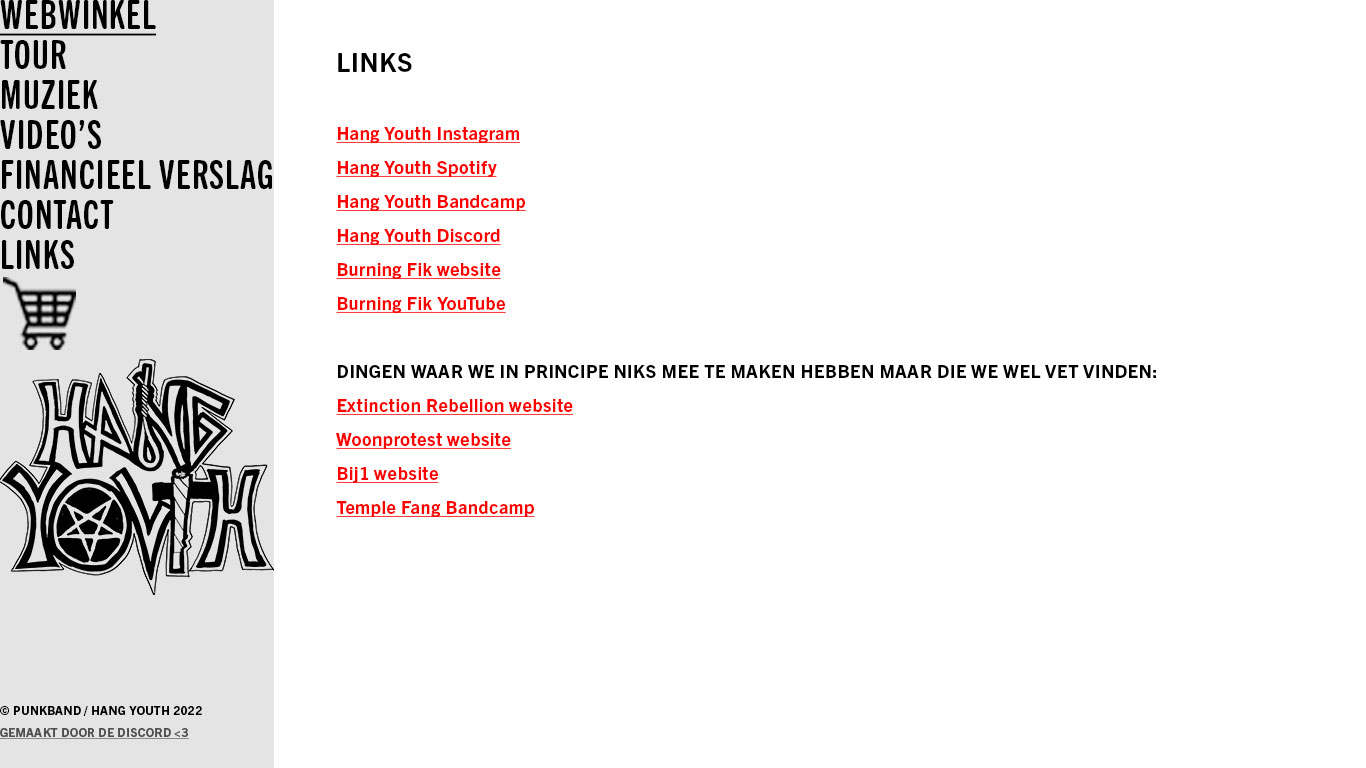 WEBWINKEL
TOUR
MUZIEK
VIDEO’S
FINANCIEEL VERSLAG
CONTACT
LINKS
HANG
YOUTH
© PUNKBAND / HANG YOUTH 2022
GEMAAKT DOOR DE DISCORD <3
LINKS
Hang Youth Instagram
Hang Youth Spotify
Hang Youth Bandcamp
Hang Youth Discord
Burning Fik website
Burning Fik YouTube
DINGEN WAAR WE IN PRINCIPE NIKS MEE TE MAKEN HEBBEN MAAR DIE WE WEL VET VINDEN:
Extinction Rebellion website
Woonprotest website
Bij1 website
Temple Fang Bandcamp